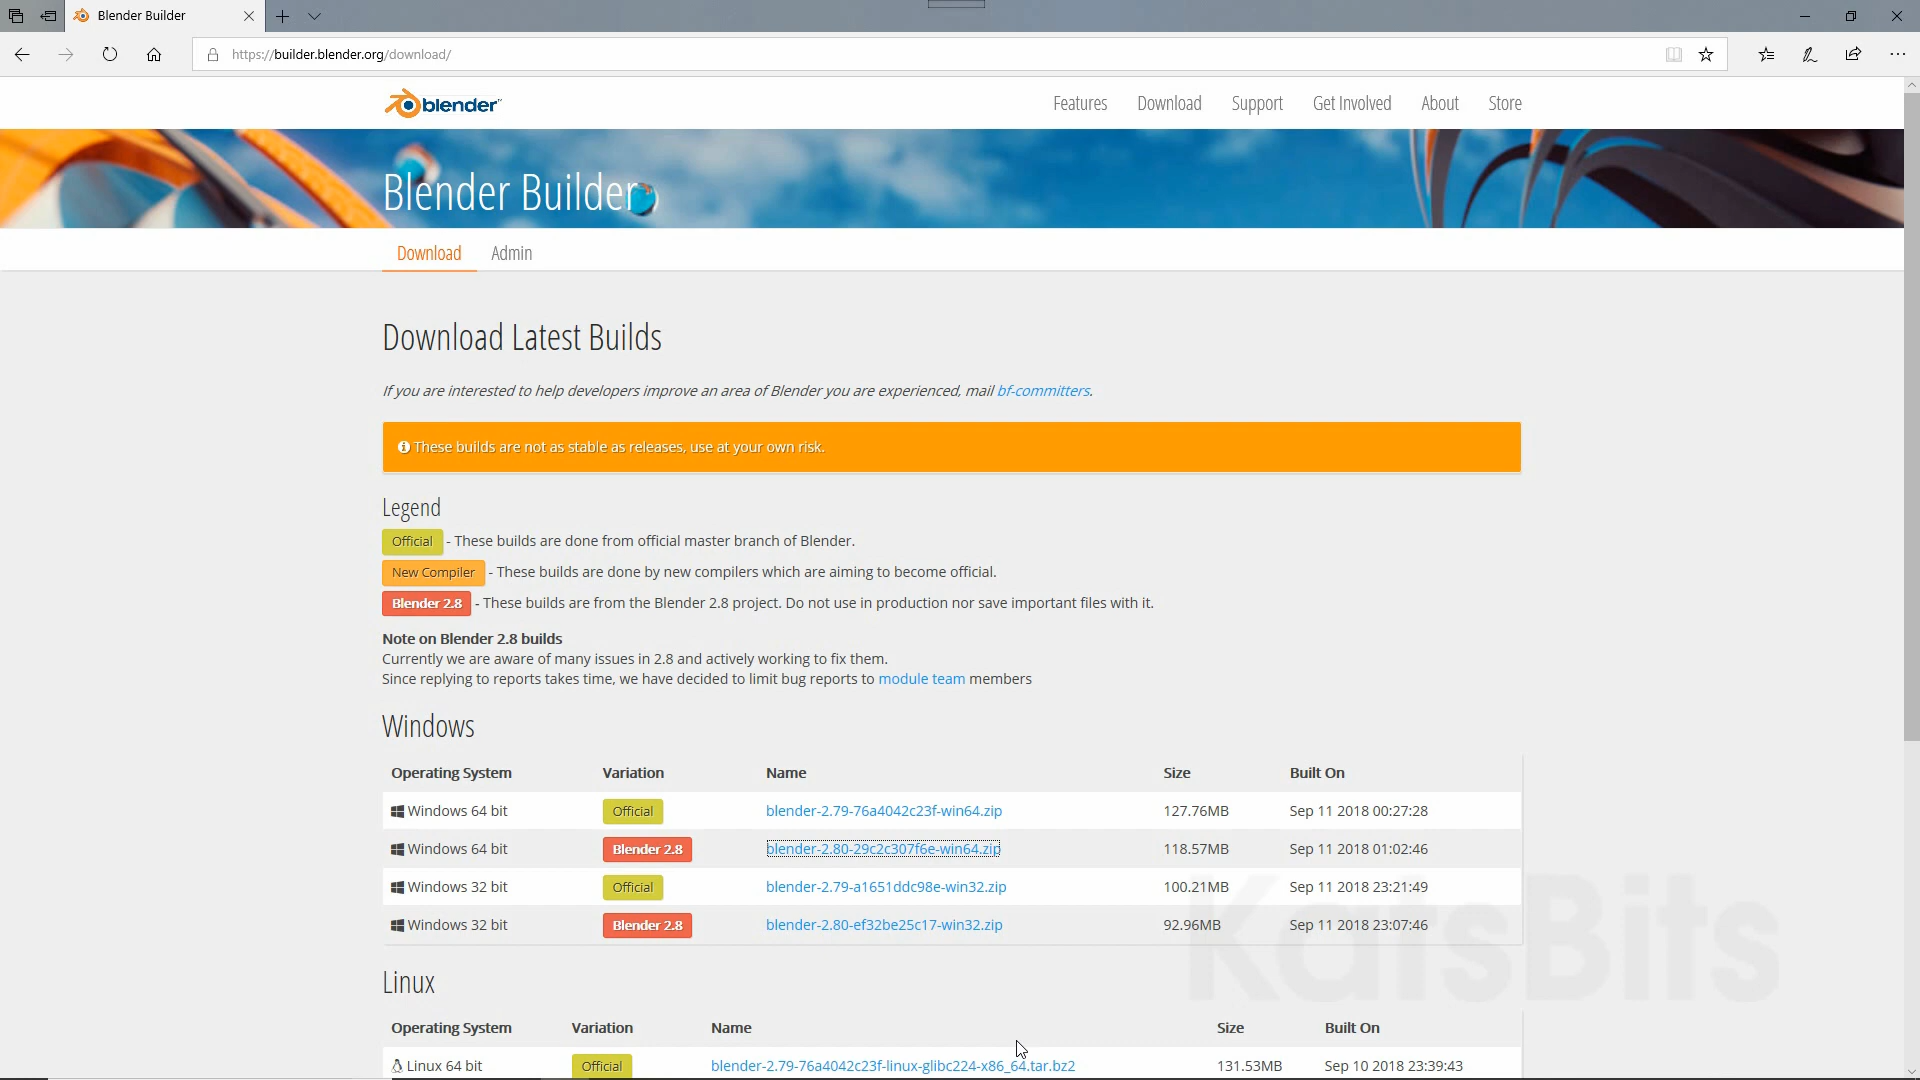 Blender Builder
https://builder.blender.org/download/
blender™
Features Download Support Get Involved About Store
Blender Builder
Download Admin
Download Latest Builds
If you are interested to help developers improve an area of Blender you are experienced, mail bf-committers.
These builds are not as stable as releases, use at your own risk.
Legend
Official - These builds are done from official master branch of Blender.
New Compiler - These builds are done by new compilers which are aiming to become official.
Blender 2.8 - These builds are from the Blender 2.8 project. Do not use in production nor save important files with it.
Note on Blender 2.8 builds
Currently we are aware of many issues in 2.8 and actively working to fix them.
Since replying to reports takes time, we have decided to limit bug reports to module team members
Windows
Operating System Variation Name Size Built On
Windows 64 bit Official blender-2.79-76a4042c23f-win64.zip 127.76MB Sep 11 2018 00:27:28
Windows 64 bit Blender 2.8 blender-2.80-29c2c307f6e-win64.zip 118.57MB Sep 11 2018 01:02:46
Windows 32 bit Official blender-2.79-a1651ddc98e-win32.zip 100.21MB Sep 11 2018 23:21:49
Windows 32 bit Blender 2.8 blender-2.80-ef32be25c17-win32.zip 92.96MB Sep 11 2018 23:07:46
KatsBits
Linux
Operating System Variation Name Size Built On
Linux 64 bit Official blender-2.79-76a4042c23f-linux-glibc224-x86_64.tar.bz2 131.53MB Sep 10 2018 23:39:43